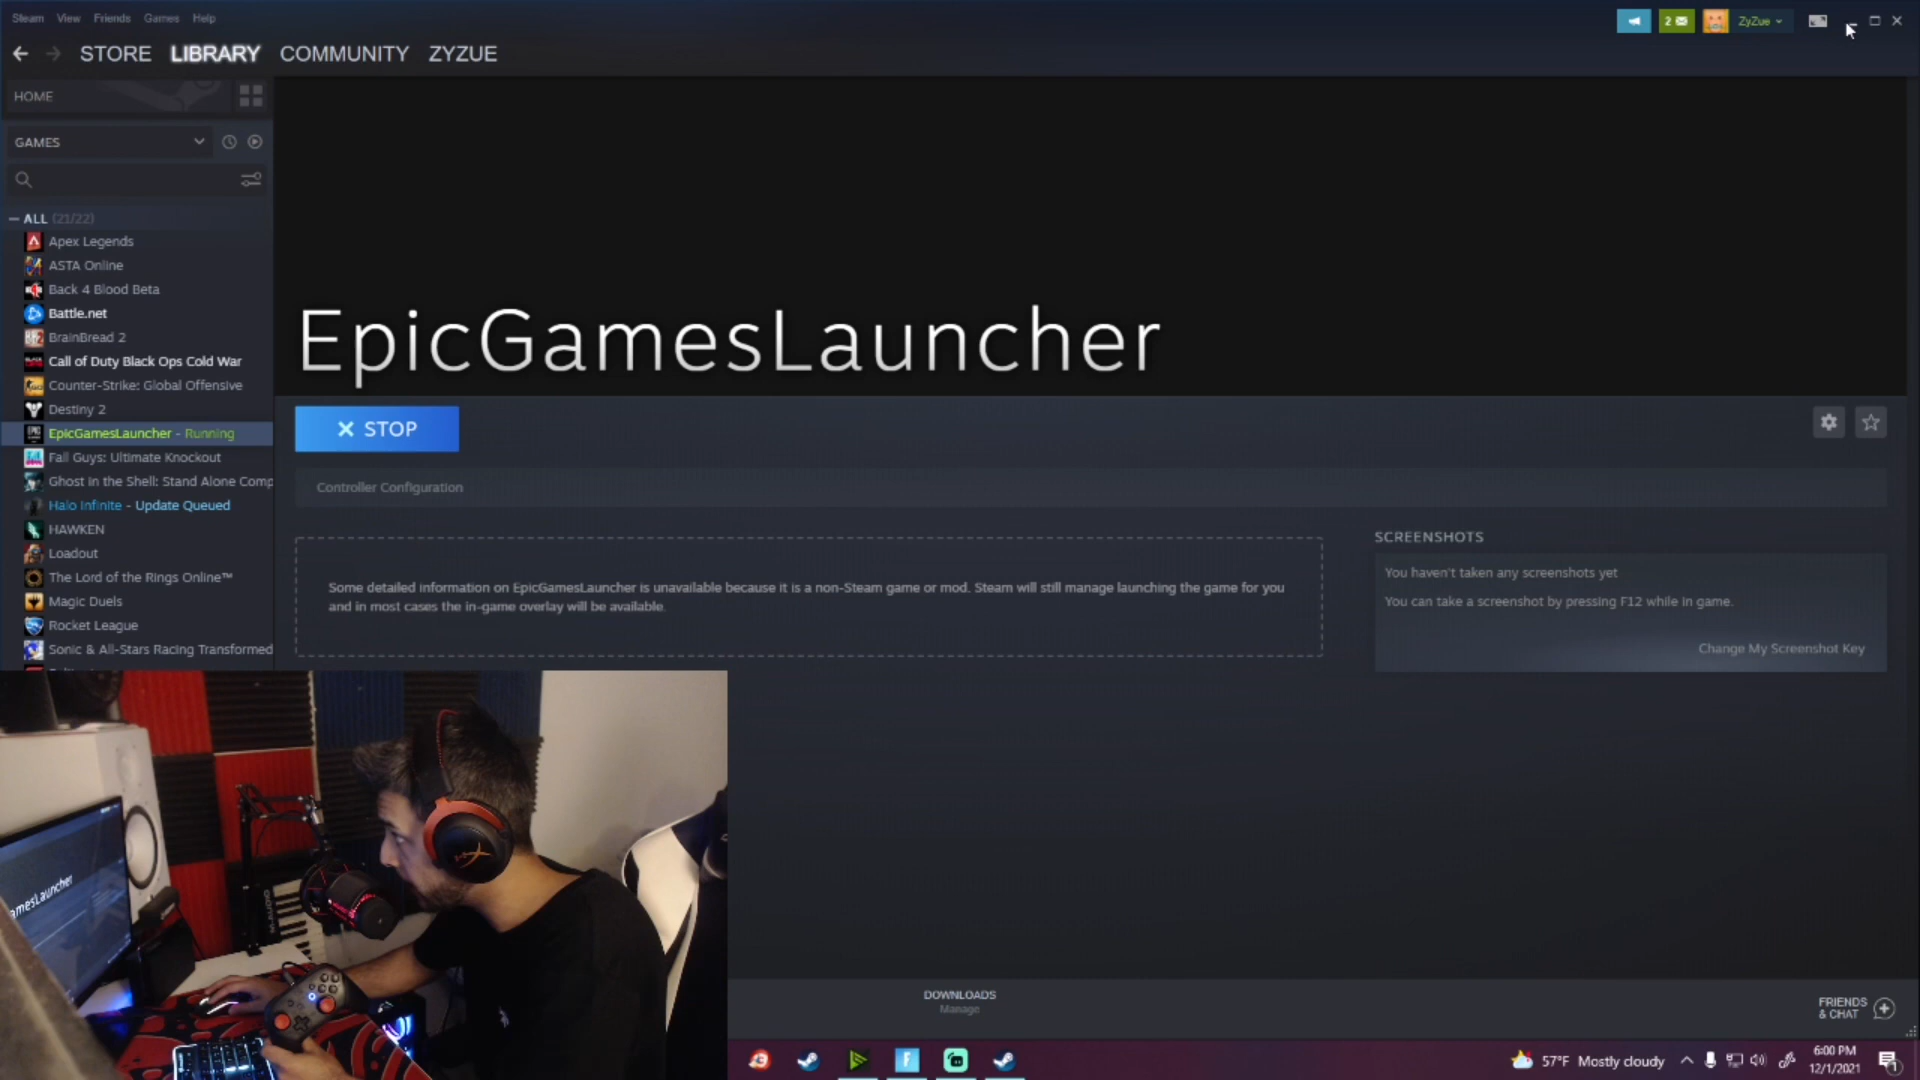 Steam View Friends Games Help
2
ZyZue
STORE LIBRARY COMMUNITY ZYZUE
HOME
GAMES
ALL (21/22)
Apex Legends
ASTA Online
Back 4 Blood Beta
Battle.net
BrainBread 2
Call of Duty Black Ops Cold War
Counter-Strike: Global Offensive
Destiny 2
EpicGamesLauncher - Running
Fall Guys: Ultimate Knockout
Ghost in the Shell: Stand Alone Comp
Halo Infinite - Update Queued
HAWKEN
Loadout
The Lord of the Rings Online™
Magic Duels
Rocket League
Sonic & All-Stars Racing Transformed
EpicGamesLauncher
STOP
Controller Configuration
Some detailed information on EpicGamesLauncher is unavailable because it is a non-Steam game or mod. Steam will still manage launching the game for you
and in most cases the in-game overlay will be available.
SCREENSHOTS
You haven't taken any screenshots yet
You can take a screenshot by pressing F12 while in game.
Change My Screenshot Key
amesLauncher
DOWNLOADS
Manage
FRIENDS
& CHAT
57°F Mostly cloudy
6:00 PM
12/1/2021
1